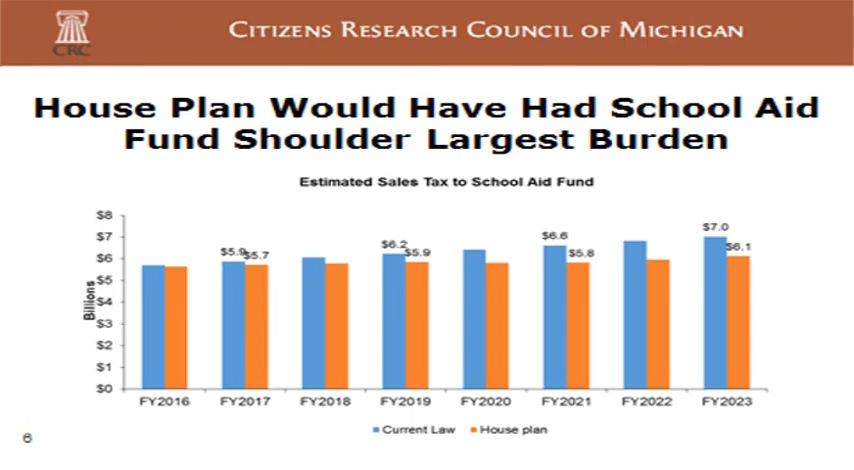 CRC
CITIZENS RESEARCH COUNCIL OF MICHIGAN
House Plan Would Have Had School Aid
Fund Shoulder Largest Burden
Estimated Sales Tax to School Aid Fund
$8
$7
$6
$5
$4
$3
$2
$1
$0
Billions
$5.9
$5.7
$6.2
$5.9
$6.6
$5.8
$7.0
$6.1
FY2016 FY2017 FY2018 FY2019 FY2020 FY2021 FY2022 FY2023
Current Law House plan
6